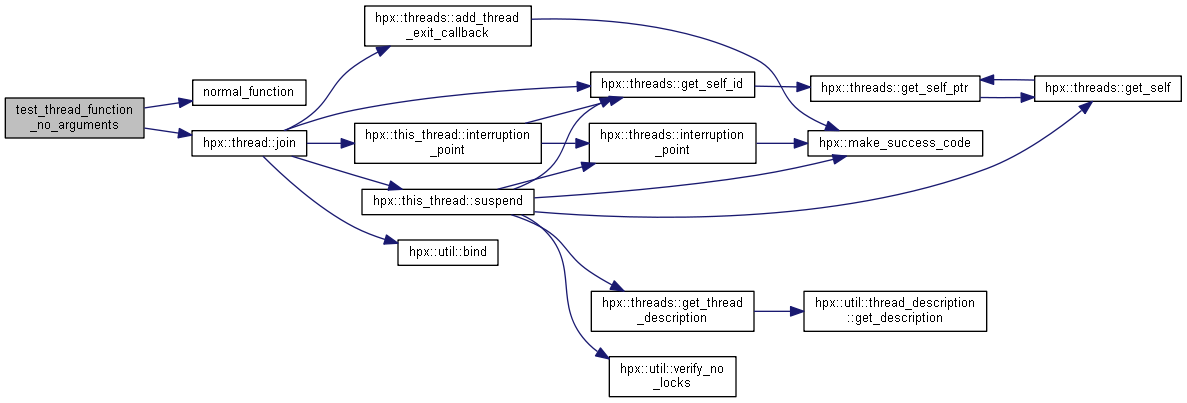 test_thread_function
_no_arguments
normal_function
hpx::thread::join
hpx::threads::add_thread
_exit_callback
hpx::this_thread::interruption
_point
hpx::this_thread::suspend
hpx::util::bind
hpx::threads::get_self_id
hpx::threads::interruption
_point
hpx::threads::get_thread
_description
hpx::util::verify_no
_locks
hpx::threads::get_self_ptr
hpx::make_success_code
hpx::util::thread_description
::get_description
hpx::threads::get_self